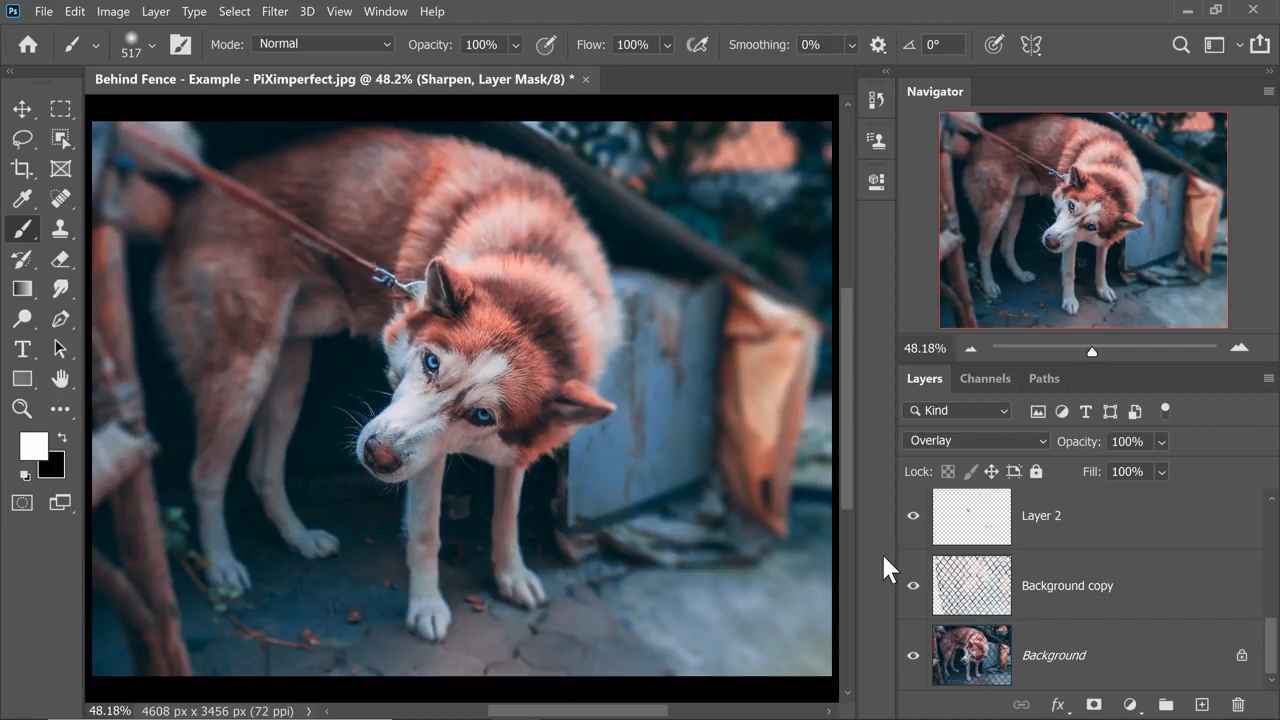 Ps File Edit Image Layer Type Select Filter 3D View Window Help
517 Mode: Normal Opacity: 100% Flow: 100% Smoothing: 0% 0°
Behind Fence - Example - PiXimperfect.jpg @ 48.2% (Sharpen, Layer Mask/8) * ×
Navigator
48.18%
Layers Channels Paths
Kind
Overlay Opacity: 100%
Lock: Fill: 100%
Layer 2
Background copy
Background
fx
48.18% 4608 px x 3456 px (72 ppi)